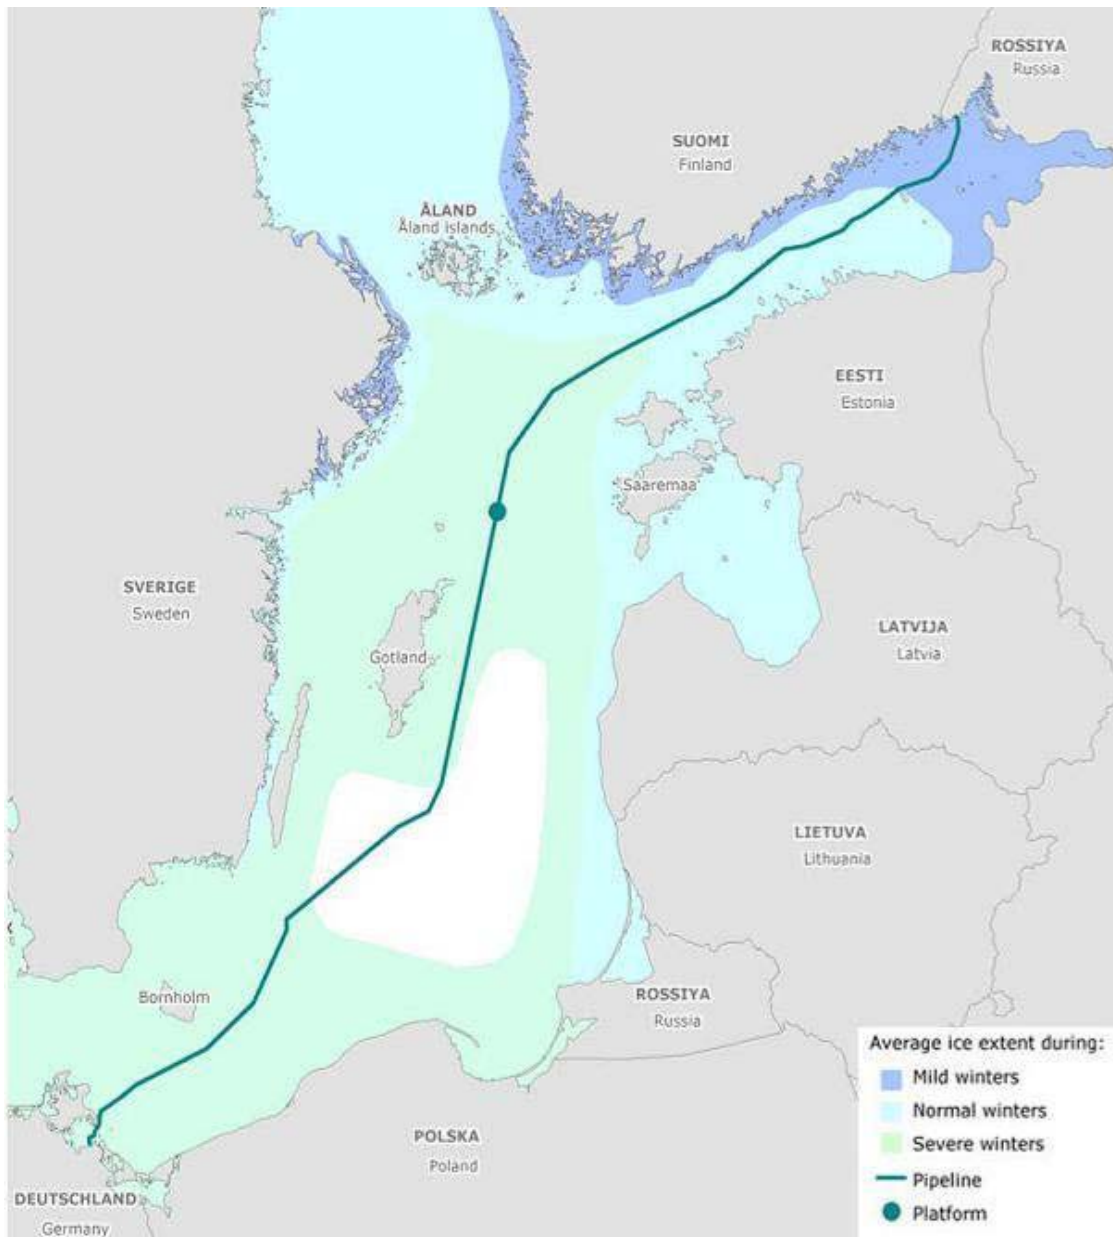 ROSSIYA
Russia
SUOMI
Finland
ÅLAND
Åland islands
EESTI
Estonia
Saaremaa
SVERIGE
Sweden
LATVIJA
Latvia
Gotland
LIETUVA
Lithuania
Bornholm
ROSSIYA
Russia
POLSKA
Poland
DEUTSCHLAND
Germany
Average ice extent during:
Mild winters
Normal winters
Severe winters
Pipeline
Platform